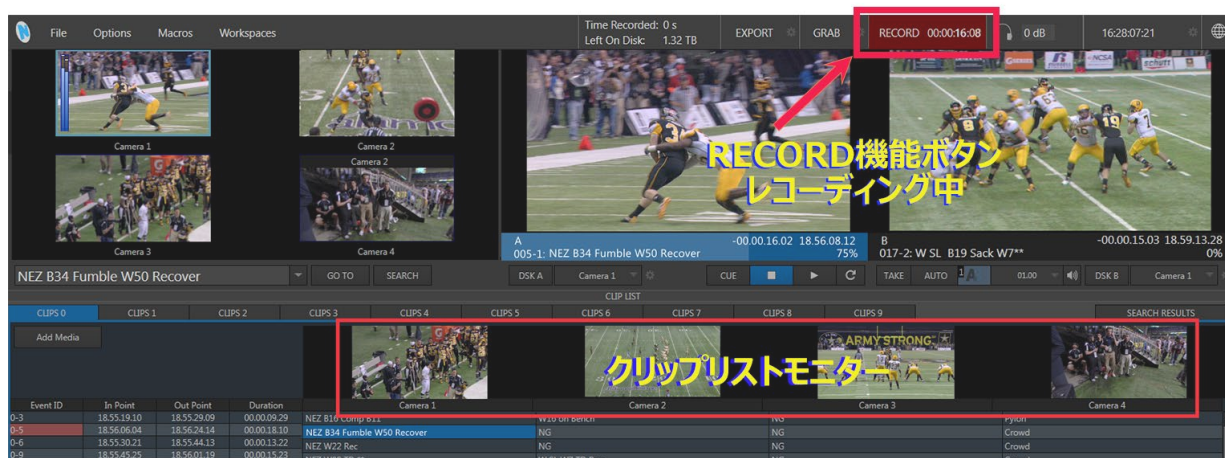 Time Recorded: 0 s
File Options Macros Workspaces Left On Disk: 1.32 TB EXPORT GRAB RECORD 00:00:16:08 0 dB 16:28:07:21
Camera 1 Camera 2
Camera 2
Camera 3 Camera 4
RECORD機能ボタン
レコーディング中
A -00.00.16.02 18.56.08.12 B -00.00.15.03 18.59.13.28
005-1: NEZ B34 Fumble W50 Recover 75% 017-2: W SL B19 Sack W7** 0%
NEZ B34 Fumble W50 Recover GO TO SEARCH DSK A Camera 1 CUE TAKE AUTO 1 A 01.00 DSK B Camera 1
CLIP LIST
CLIPS 0 CLIPS 1 CLIPS 2 CLIPS 3 CLIPS 4 CLIPS 5 CLIPS 6 CLIPS 7 CLIPS 8 CLIPS 9 SEARCH RESULTS
Add Media
ARMY STRONG
クリップリストモニター
Event ID In Point Out Point Duration Camera 1 Camera 2 Camera 3 Camera 4
0-3 18.55.19.10 18.55.29.09 00.00.09.29 NEZ B16 Comp B11 W16 on Bench NG Pylon
0-5 18.56.06.04 18.56.24.14 00.00.18.10 NEZ B34 Fumble W50 Recover NG NG Crowd
0-6 18.55.30.21 18.55.44.13 00.00.13.22 NEZ W22 Rec NG NG Crowd
0-9 18.55.45.25 18.56.01.19 00.00.15.23